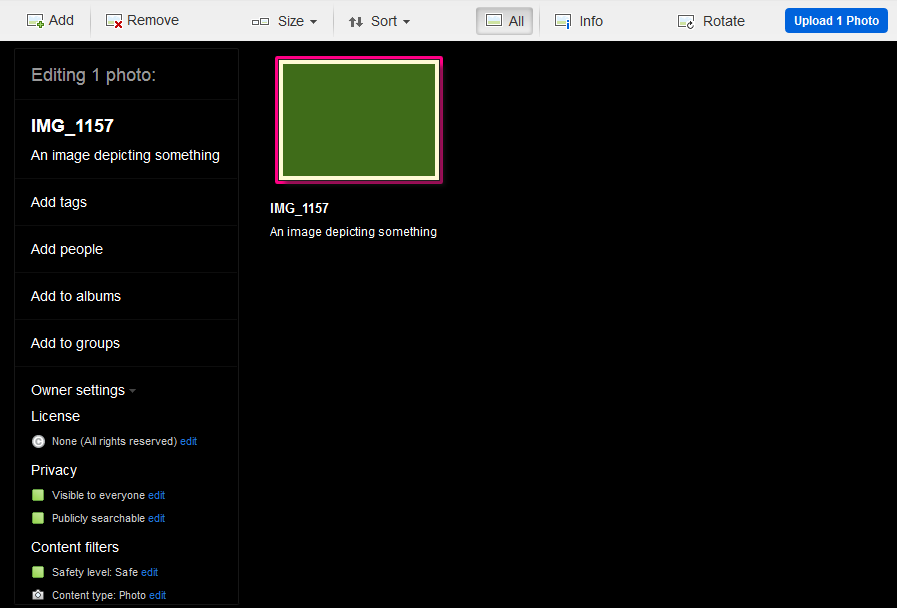 Add Remove Size Sort All Info Rotate Upload 1 Photo
Editing 1 photo:
IMG_1157
An image depicting something
Add tags
Add people
Add to albums
Add to groups
Owner settings
License
None (All rights reserved) edit
Privacy
Visible to everyone edit
Publicly searchable edit
Content filters
Safety level: Safe edit
Content type: Photo edit
IMG_1157
An image depicting something